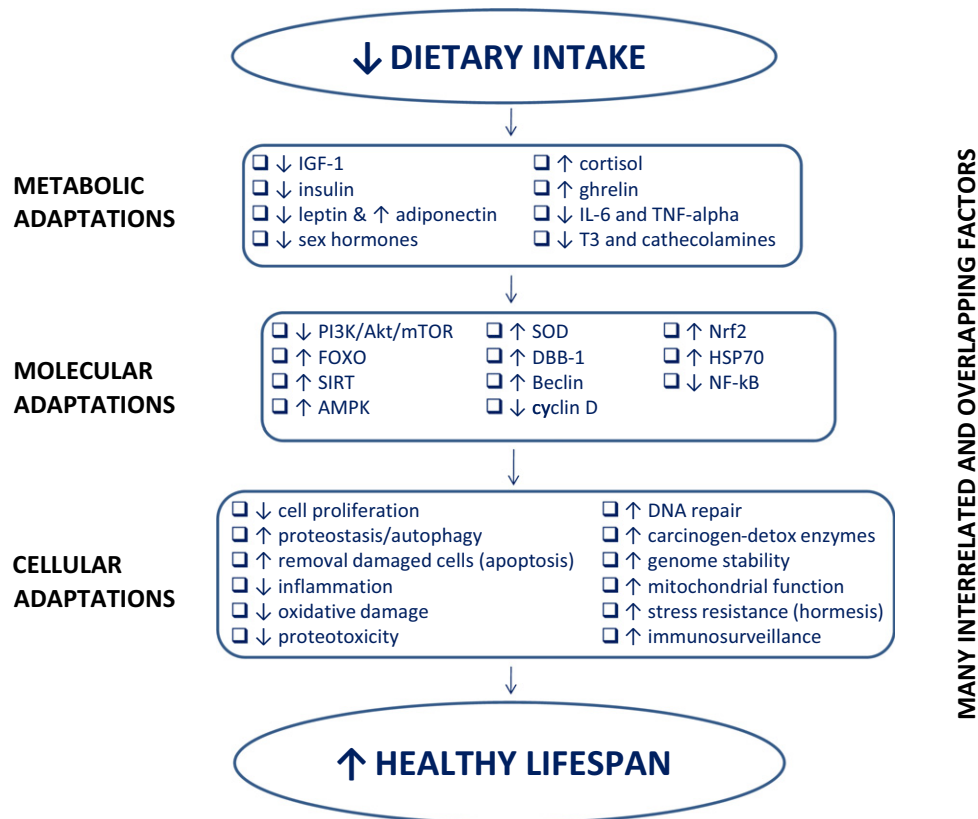 ↓ DIETARY INTAKE
METABOLIC
ADAPTATIONS
❑ ↓ IGF-1
❑ ↓ insulin
❑ ↓ leptin & ↑ adiponectin
❑ ↓ sex hormones
❑ ↑ cortisol
❑ ↑ ghrelin
❑ ↓ IL-6 and TNF-alpha
❑ ↓ T3 and cathecolamines
MOLECULAR
ADAPTATIONS
❑ ↓ PI3K/Akt/mTOR
❑ ↑ FOXO
❑ ↑ SIRT
❑ ↑ AMPK
❑ ↑ SOD
❑ ↑ DBB-1
❑ ↑ Beclin
❑ ↓ cyclin D
❑ ↑ Nrf2
❑ ↑ HSP70
❑ ↓ NF-kB
CELLULAR
ADAPTATIONS
❑ ↓ cell proliferation
❑ ↑ proteostasis/autophagy
❑ ↑ removal damaged cells (apoptosis)
❑ ↓ inflammation
❑ ↓ oxidative damage
❑ ↓ proteotoxicity
❑ ↑ DNA repair
❑ ↑ carcinogen-detox enzymes
❑ ↑ genome stability
❑ ↑ mitochondrial function
❑ ↑ stress resistance (hormesis)
❑ ↑ immunosurveillance
↑ HEALTHY LIFESPAN
MANY INTERRELATED AND OVERLAPPING FACTORS